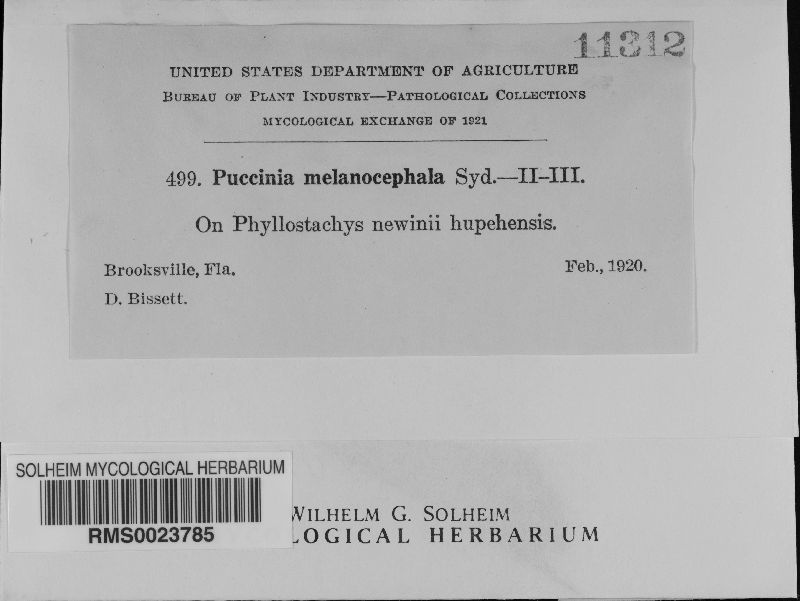 11312
UNITED STATES DEPARTMENT OF AGRICULTURE
BUREAU OF PLANT INDUSTRY—PATHOLOGICAL COLLECTIONS
MYCOLOGICAL EXCHANGE OF 1921
499. Puccinia melanocephala Syd.—II–III.
On Phyllostachys newinii hupehensis.
Brooksville, Fla. Feb., 1920.
D. Bissett.
SOLHEIM MYCOLOGICAL HERBARIUM
RMS0023785
WILHELM G. SOLHEIM
LOGICAL HERBARIUM